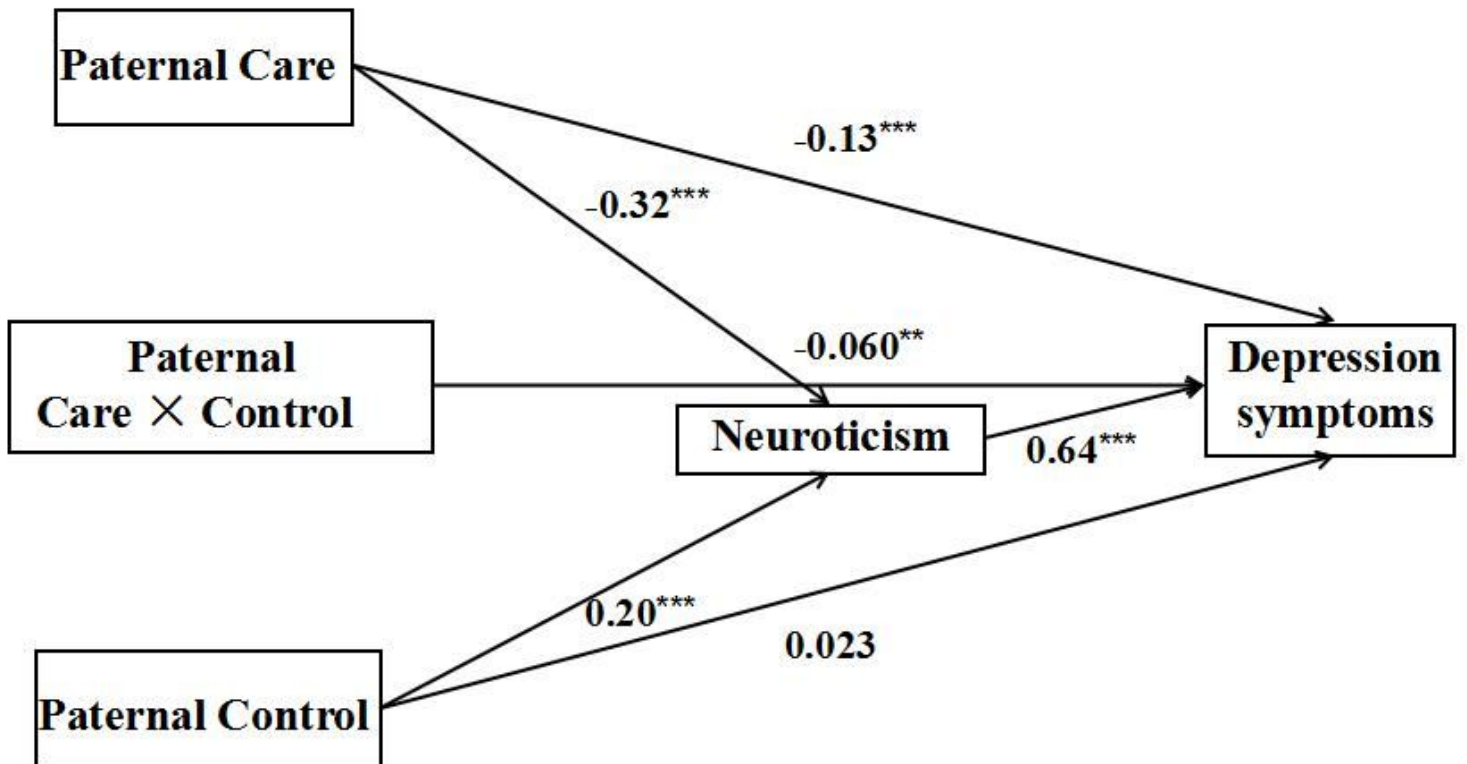 Paternal Care
-0.13***
-0.32***
Paternal
Care × Control
-0.060**
Depression
symptoms
Neuroticism
0.64***
0.20***
0.023
Paternal Control